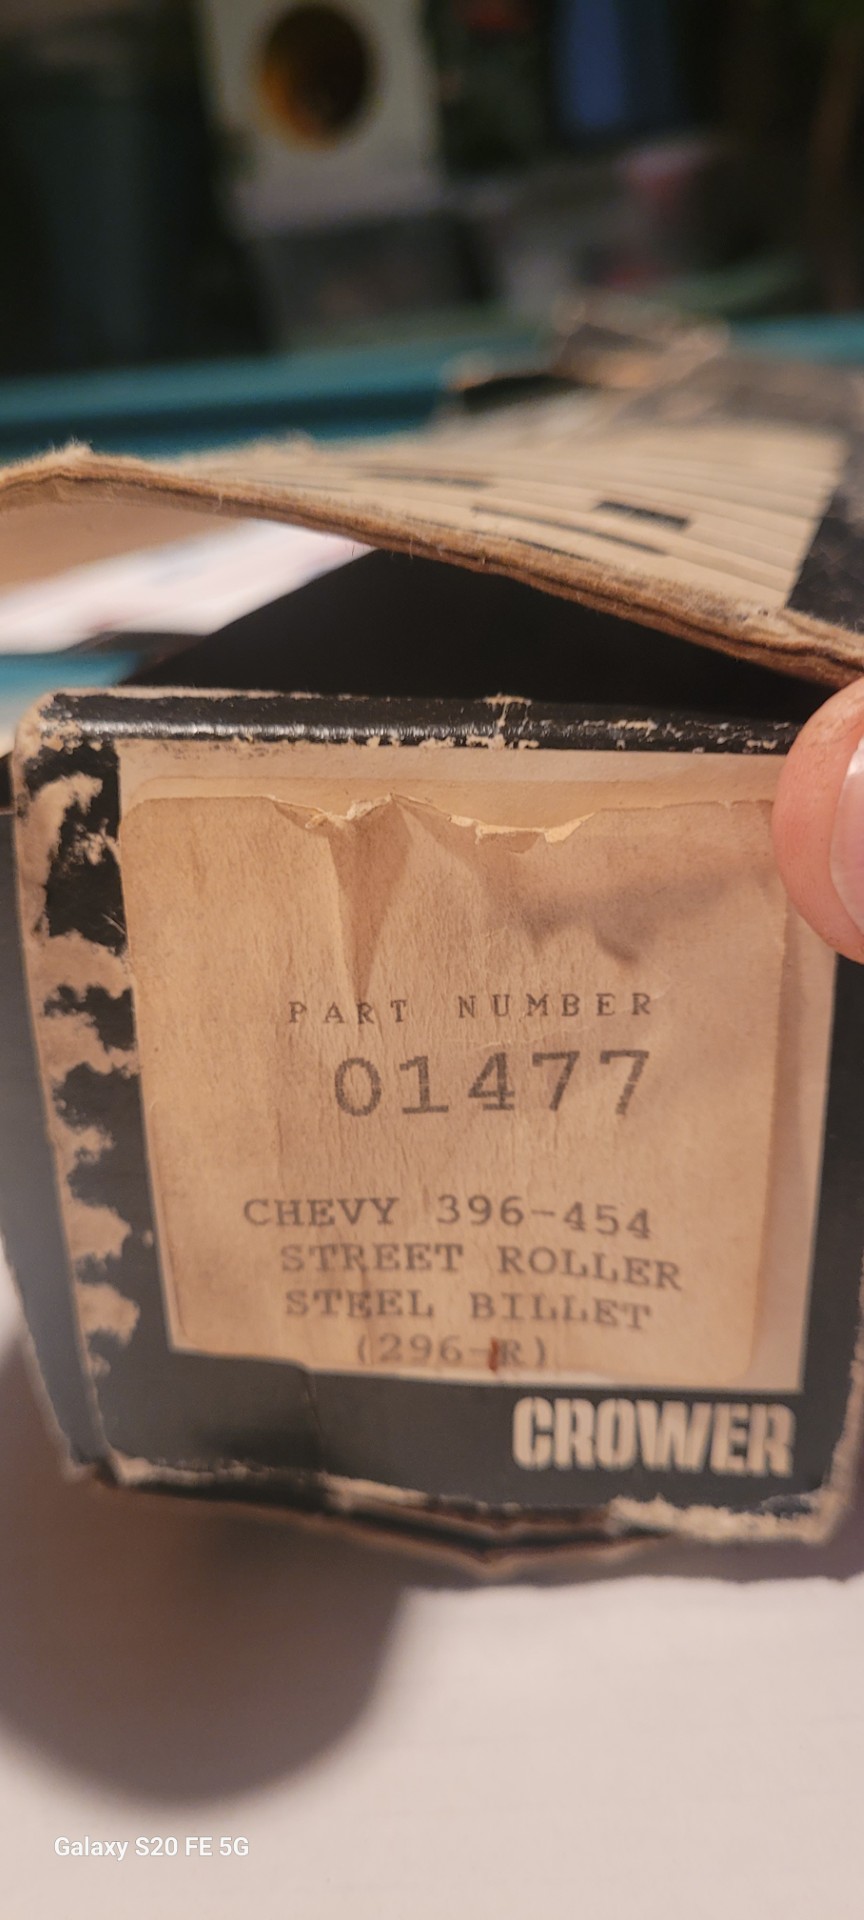 PART NUMBER
01477
CHEVY 396-454
STREET ROLLER
STEEL BILLET
(296-R)
CROWER
Galaxy S20 FE 5G